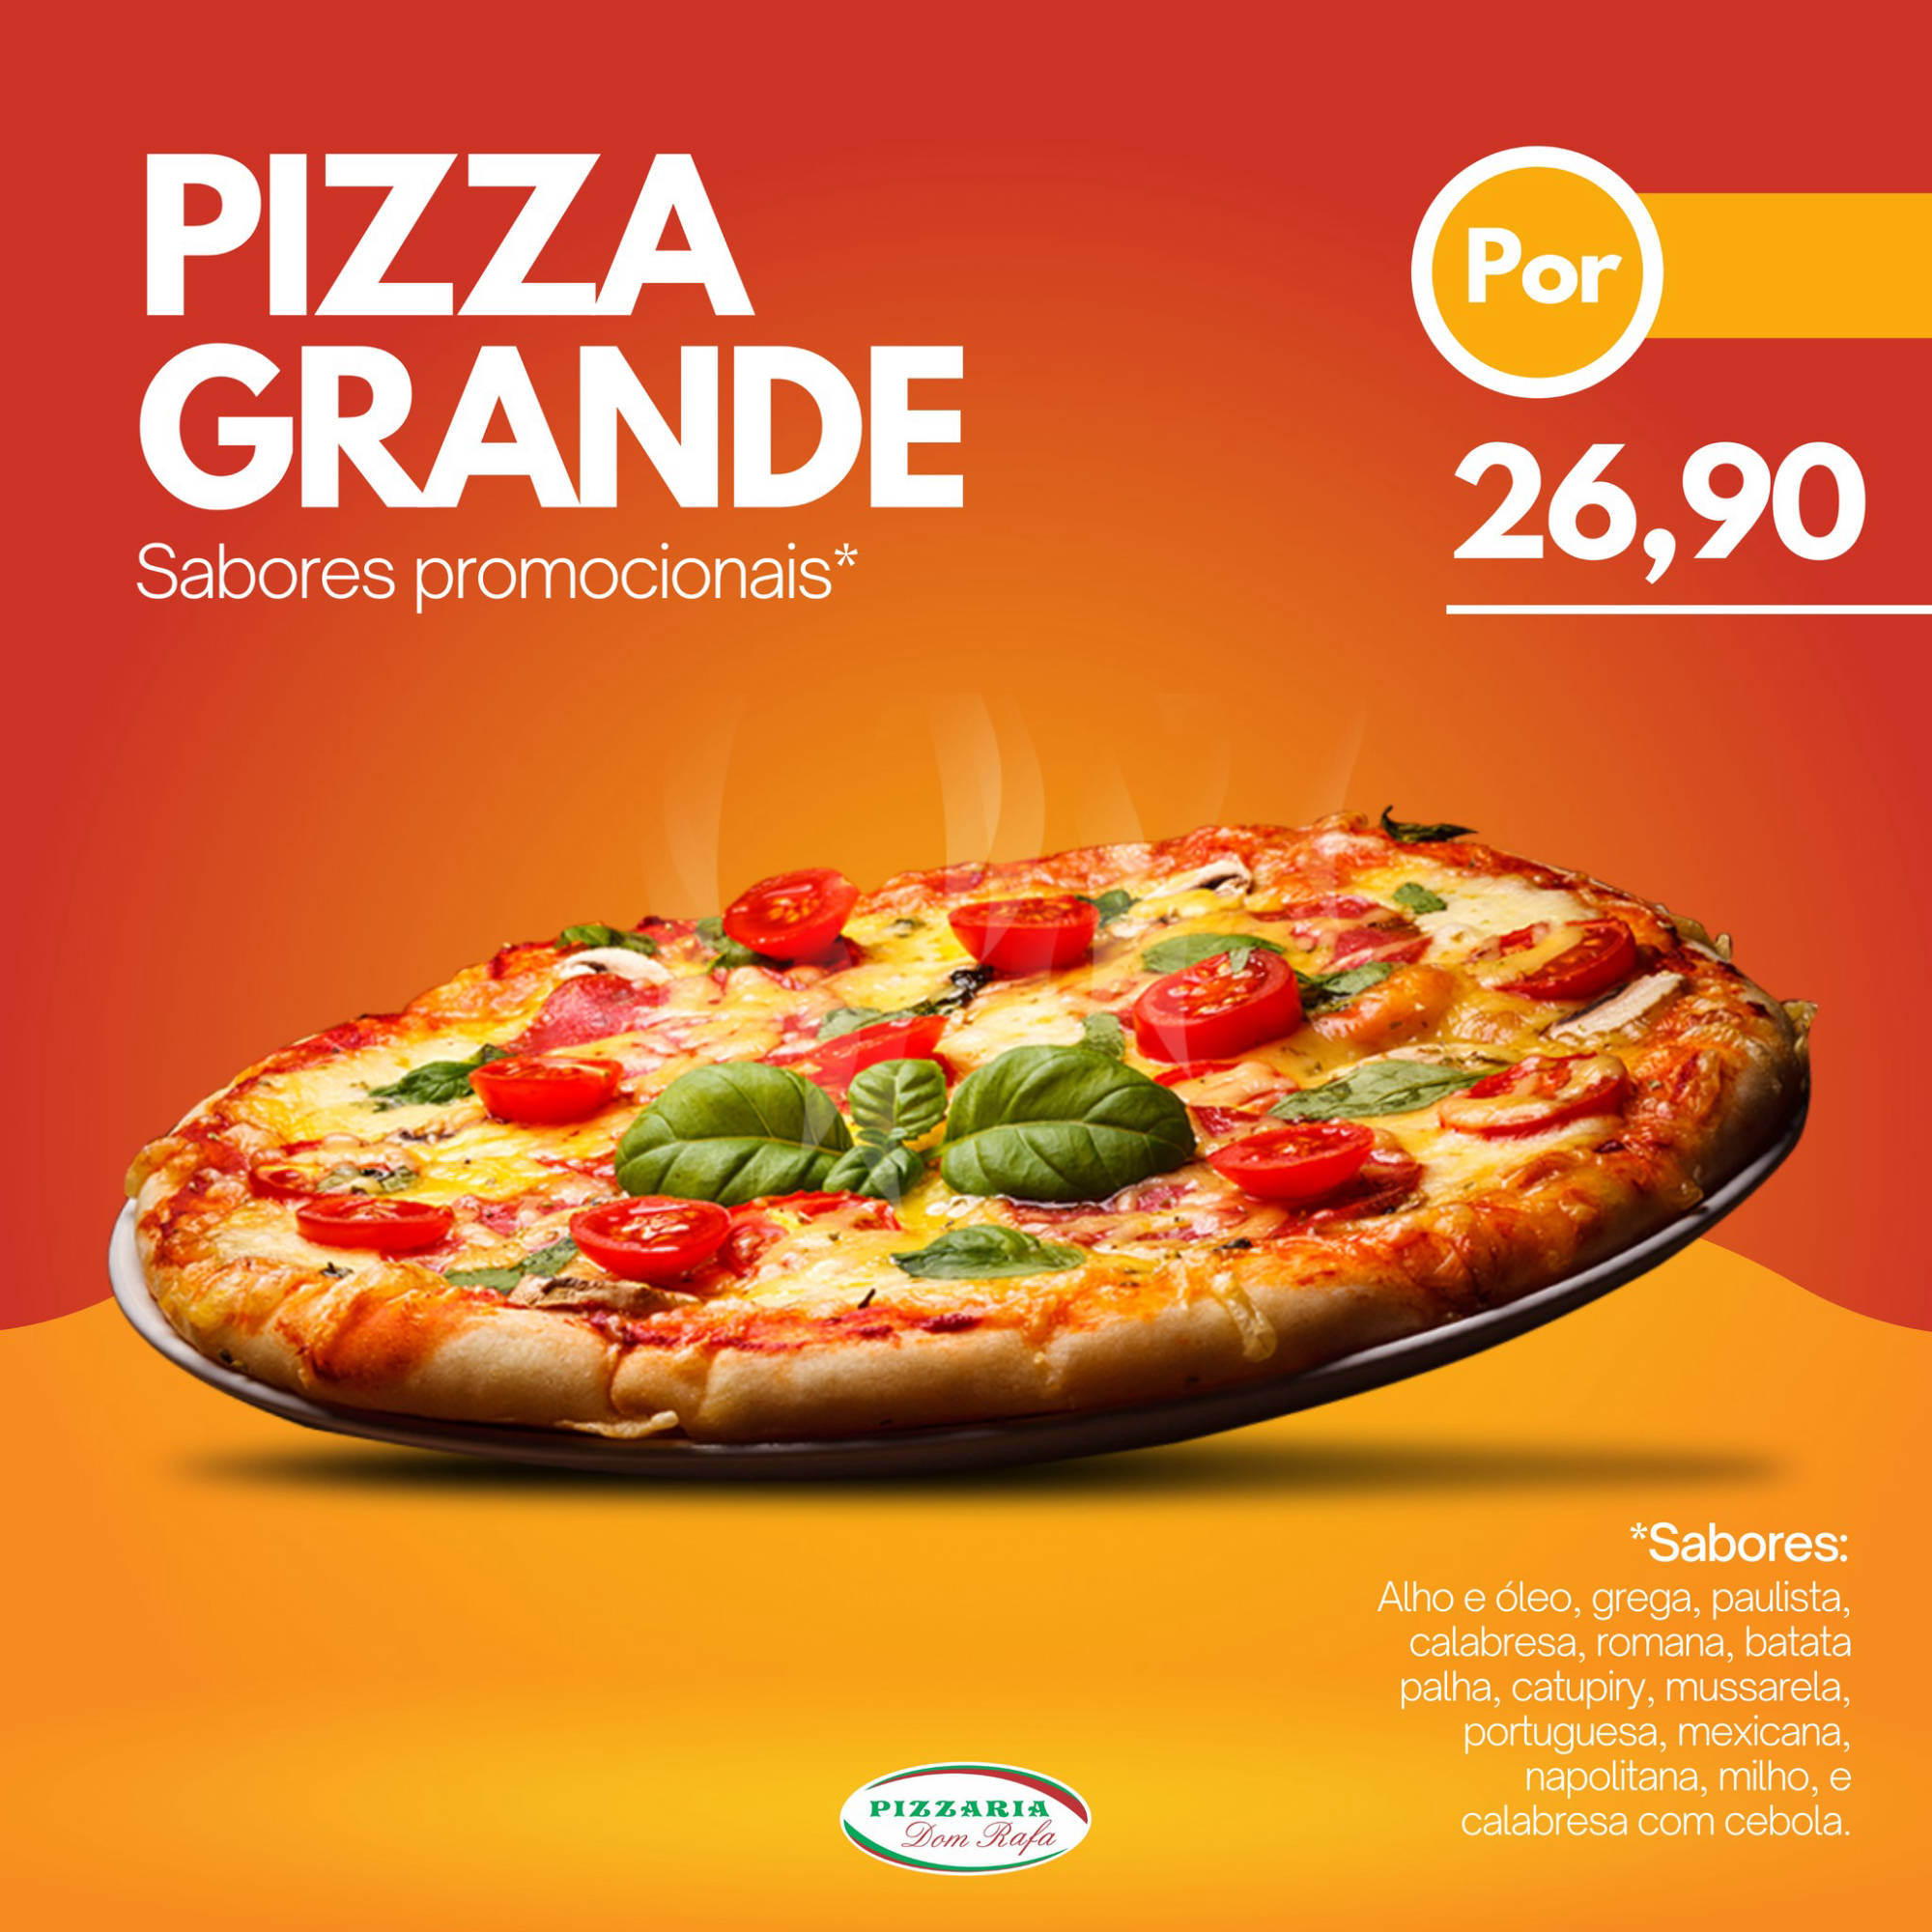 PIZZA
GRANDE
Sabores promocionais*
Por
26,90
*Sabores:
Alho e óleo, grega, paulista,
calabresa, romana, batata
palha, catupiry, mussarela,
portuguesa, mexicana,
napolitana, milho, e
calabresa com cebola.
PIZZARIA
Dom Rafa